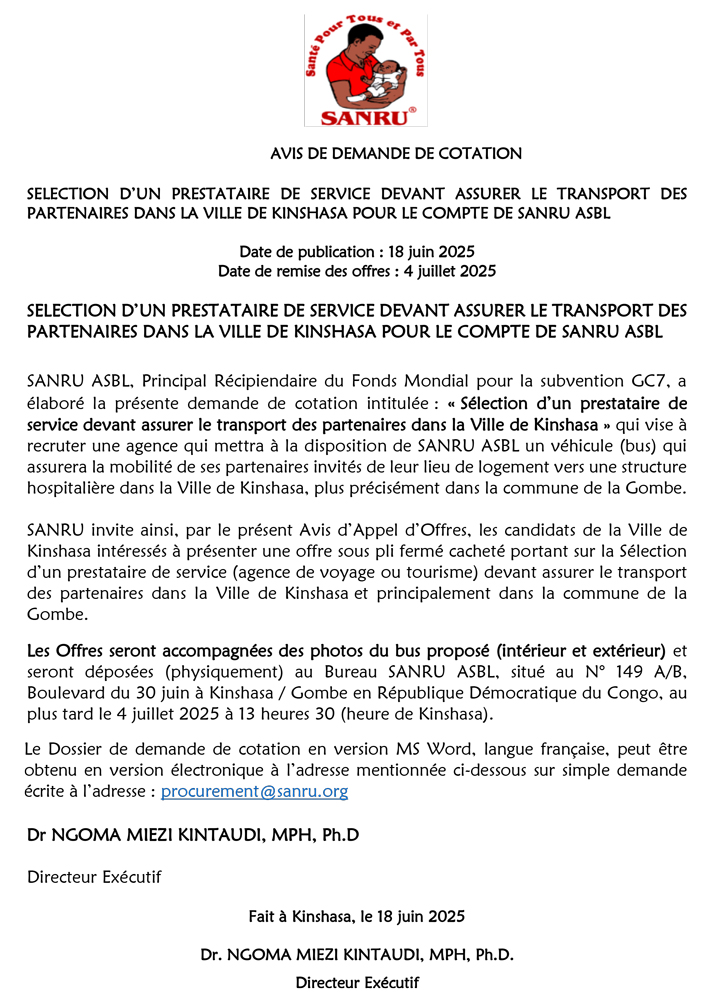 Santé Pour Tous et Par Tous
SANRU®
AVIS DE DEMANDE DE COTATION
SELECTION D'UN PRESTATAIRE DE SERVICE DEVANT ASSURER LE TRANSPORT DES
PARTENAIRES DANS LA VILLE DE KINSHASA POUR LE COMPTE DE SANRU ASBL
Date de publication : 18 juin 2025
Date de remise des offres : 4 juillet 2025
SELECTION D'UN PRESTATAIRE DE SERVICE DEVANT ASSURER LE TRANSPORT DES
PARTENAIRES DANS LA VILLE DE KINSHASA POUR LE COMPTE DE SANRU ASBL
SANRU ASBL, Principal Récipiendaire du Fonds Mondial pour la subvention GC7, a
élaboré la présente demande de cotation intitulée : « Sélection d'un prestataire de
service devant assurer le transport des partenaires dans la Ville de Kinshasa » qui vise à
recruter une agence qui mettra à la disposition de SANRU ASBL un véhicule (bus) qui
assurera la mobilité de ses partenaires invités de leur lieu de logement vers une structure
hospitalière dans la Ville de Kinshasa, plus précisément dans la commune de la Gombe.
SANRU invite ainsi, par le présent Avis d'Appel d'Offres, les candidats de la Ville de
Kinshasa intéressés à présenter une offre sous pli fermé cacheté portant sur la Sélection
d'un prestataire de service (agence de voyage ou tourisme) devant assurer le transport
des partenaires dans la Ville de Kinshasa et principalement dans la commune de la
Gombe.
Les Offres seront accompagnées des photos du bus proposé (intérieur et extérieur) et
seront déposées (physiquement) au Bureau SANRU ASBL, situé au N° 149 A/B,
Boulevard du 30 juin à Kinshasa / Gombe en République Démocratique du Congo, au
plus tard le 4 juillet 2025 à 13 heures 30 (heure de Kinshasa).
Le Dossier de demande de cotation en version MS Word, langue française, peut être
obtenu en version électronique à l'adresse mentionnée ci-dessous sur simple demande
écrite à l'adresse : procurement@sanru.org
Dr NGOMA MIEZI KINTAUDI, MPH, Ph.D
Directeur Exécutif
Fait à Kinshasa, le 18 juin 2025
Dr. NGOMA MIEZI KINTAUDI, MPH, Ph.D.
Directeur Exécutif